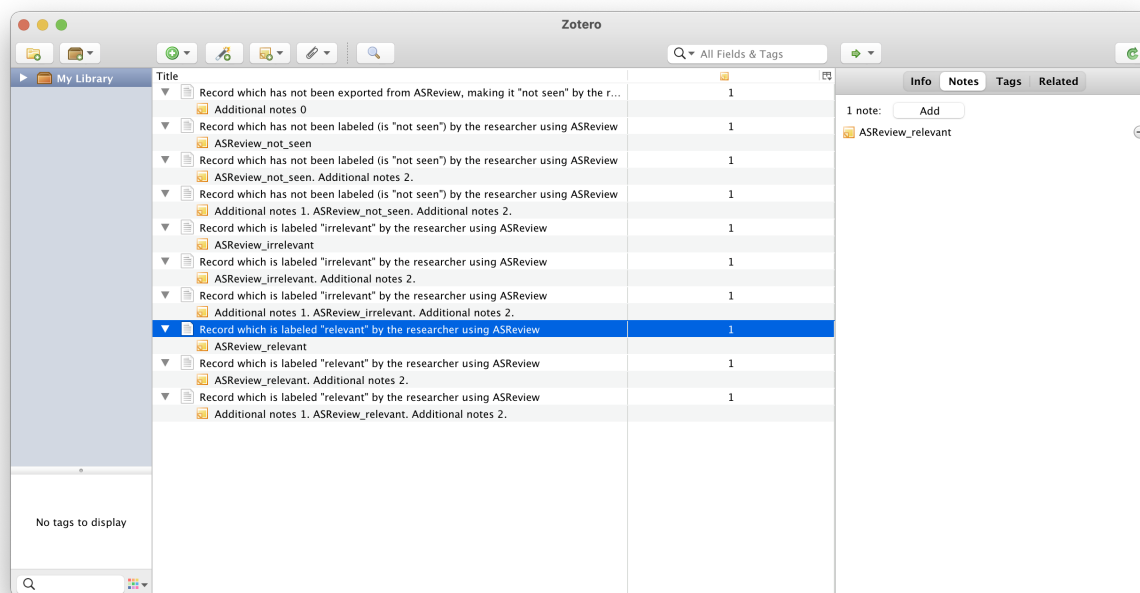 Zotero
All Fields & Tags
My Library
Title
Info Notes Tags Related
Record which has not been exported from ASReview, making it "not seen" by the r... 1
Additional notes 0
Record which has not been labeled (is "not seen") by the researcher using ASReview 1
ASReview_not_seen
Record which has not been labeled (is "not seen") by the researcher using ASReview 1
ASReview_not_seen. Additional notes 2.
Record which has not been labeled (is "not seen") by the researcher using ASReview 1
Additional notes 1. ASReview_not_seen. Additional notes 2.
Record which is labeled "irrelevant" by the researcher using ASReview 1
ASReview_irrelevant
Record which is labeled "irrelevant" by the researcher using ASReview 1
ASReview_irrelevant. Additional notes 2.
Record which is labeled "irrelevant" by the researcher using ASReview 1
Additional notes 1. ASReview_irrelevant. Additional notes 2.
Record which is labeled "relevant" by the researcher using ASReview 1
ASReview_relevant
Record which is labeled "relevant" by the researcher using ASReview 1
ASReview_relevant. Additional notes 2.
Record which is labeled "relevant" by the researcher using ASReview 1
Additional notes 1. ASReview_relevant. Additional notes 2.
1 note: Add
ASReview_relevant
No tags to display